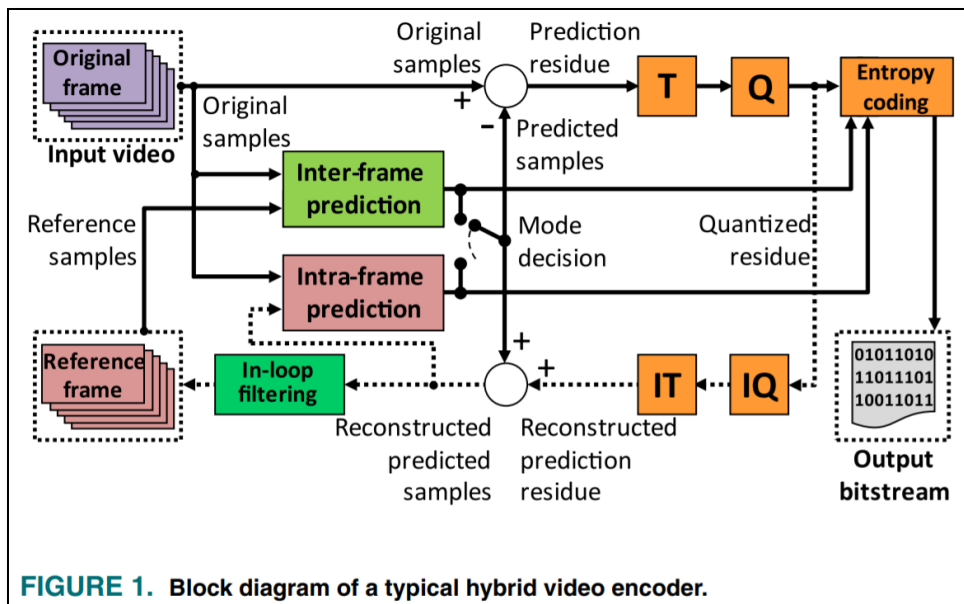 Original
frame
Input video
Original
samples
Original
samples
+
-
Prediction
residue
T
Q
Entropy
coding
Predicted
samples
Inter-frame
prediction
Reference
samples
Mode
decision
Quantized
residue
Intra-frame
prediction
Reference
frame
In-loop
filtering
+
+
IT
IQ
Reconstructed
predicted
samples
Reconstructed
prediction
residue
01011010
11011101
10011011
Output
bitstream
FIGURE 1. Block diagram of a typical hybrid video encoder.